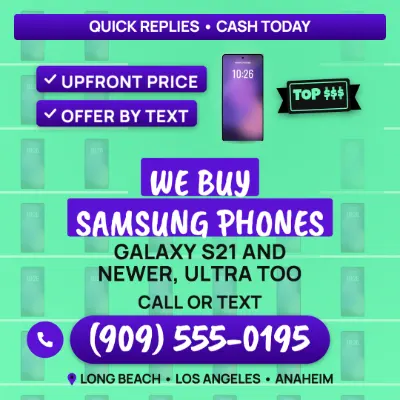 QUICK REPLIES • CASH TODAY
UPFRONT PRICE
10:26
TOP $$$
OFFER BY TEXT
WE BUY
SAMSUNG PHONES
GALAXY S21 AND
NEWER, ULTRA TOO
CALL OR TEXT
(909) 555-0195
LONG BEACH • LOS ANGELES • ANAHEIM